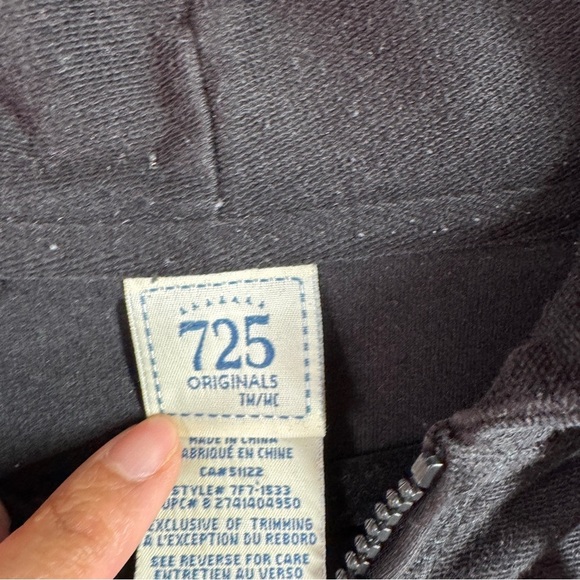 725
ORIGINALS
TM/MC
MADE IN CHINA
FABRIQUÉ EN CHINE
CA# 51122
STYLE# 7F7-1533
UPC# 8 2741404950
EXCLUSIVE OF TRIMMING
À L'EXCEPTION DU REBORD
SEE REVERSE FOR CARE
ENTRETIEN AU VERSO